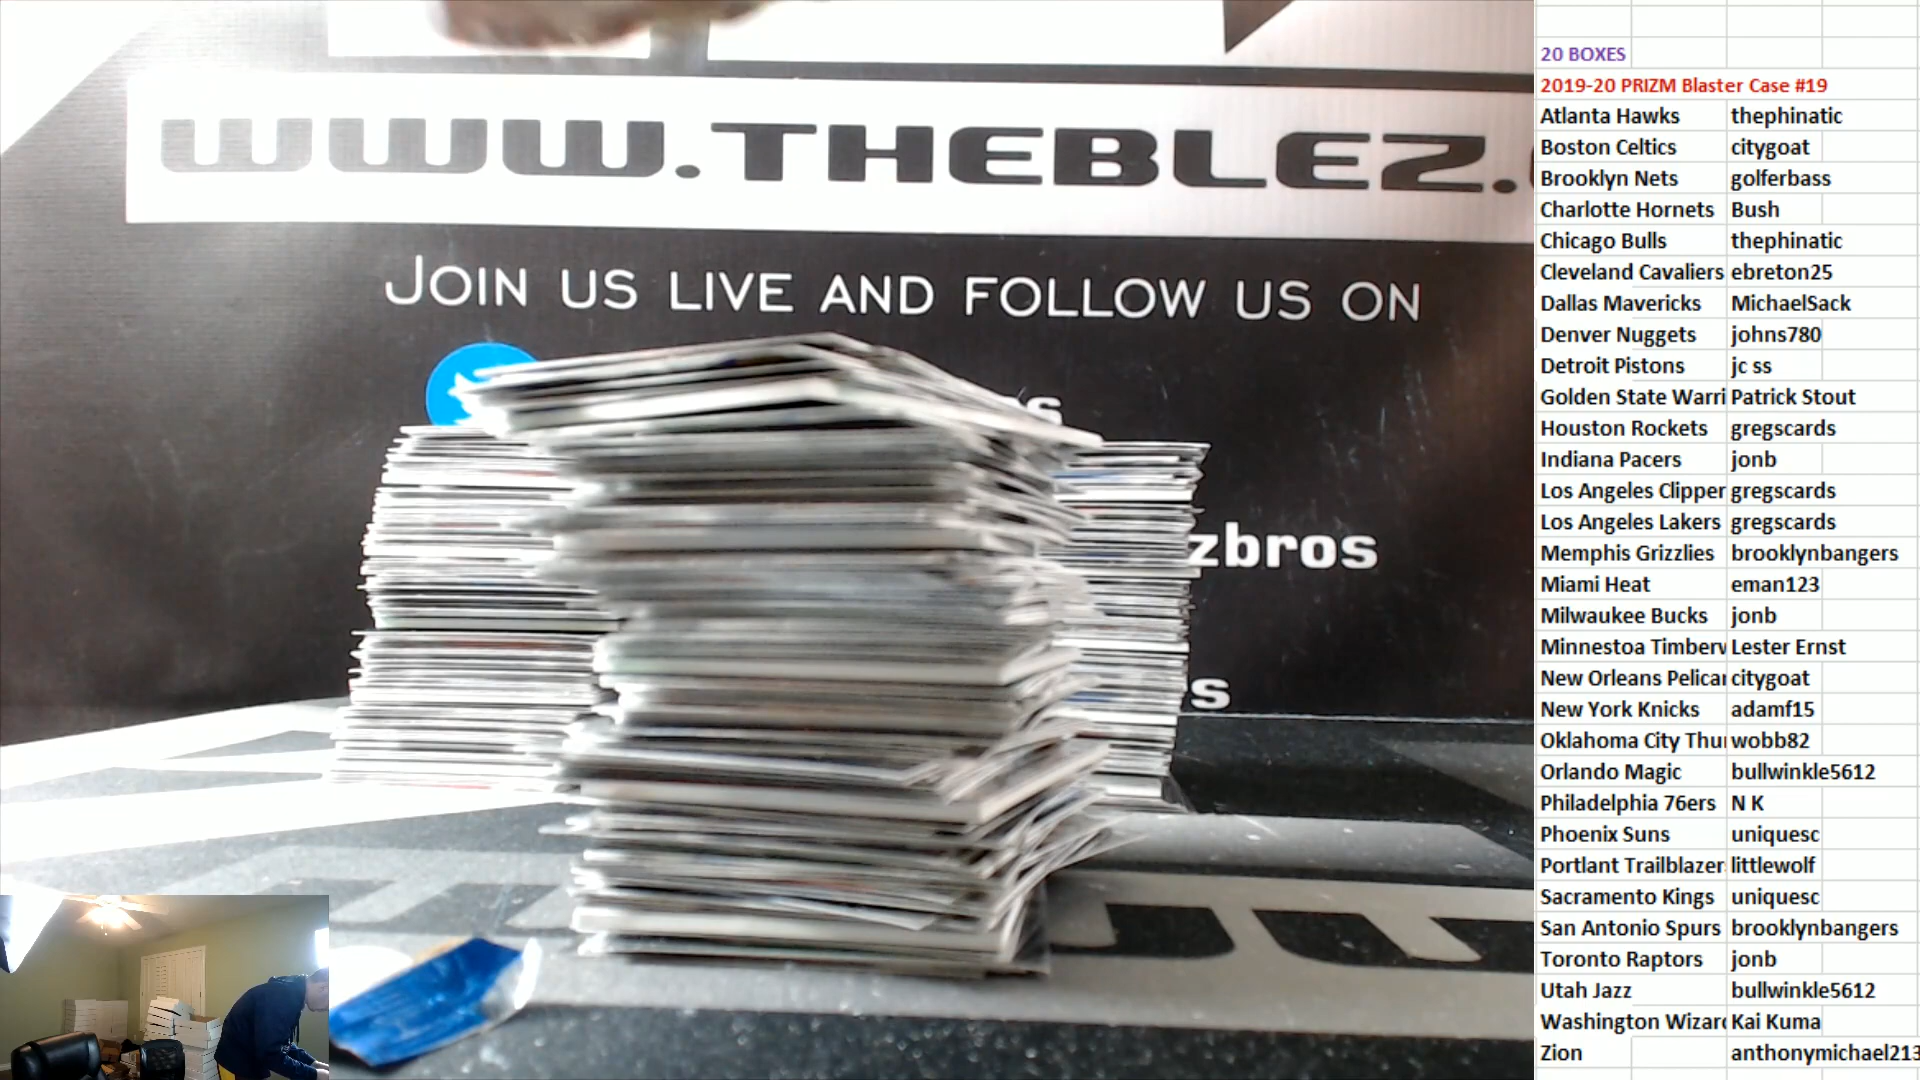 WWW.THEBLEZ.
JOIN US LIVE AND FOLLOW US ON
zbros
s
20 BOXES
2019-20 PRIZM Blaster Case #19
Atlanta Hawks thephinatic
Boston Celtics citygoat
Brooklyn Nets golferbass
Charlotte Hornets Bush
Chicago Bulls thephinatic
Cleveland Cavaliers ebreton25
Dallas Mavericks MichaelSack
Denver Nuggets johns780
Detroit Pistons jc ss
Golden State Warri Patrick Stout
Houston Rockets gregscards
Indiana Pacers jonb
Los Angeles Clipper gregscards
Los Angeles Lakers gregscards
Memphis Grizzlies brooklynbangers
Miami Heat eman123
Milwaukee Bucks jonb
Minnestoa Timberv Lester Ernst
New Orleans Pelica citygoat
New York Knicks adamf15
Oklahoma City Thu wobb82
Orlando Magic bullwinkle5612
Philadelphia 76ers N K
Phoenix Suns uniquesc
Portlant Trailblazer littlewolf
Sacramento Kings uniquesc
San Antonio Spurs brooklynbangers
Toronto Raptors jonb
Utah Jazz bullwinkle5612
Washington Wizard Kai Kuma
Zion anthonymichael213